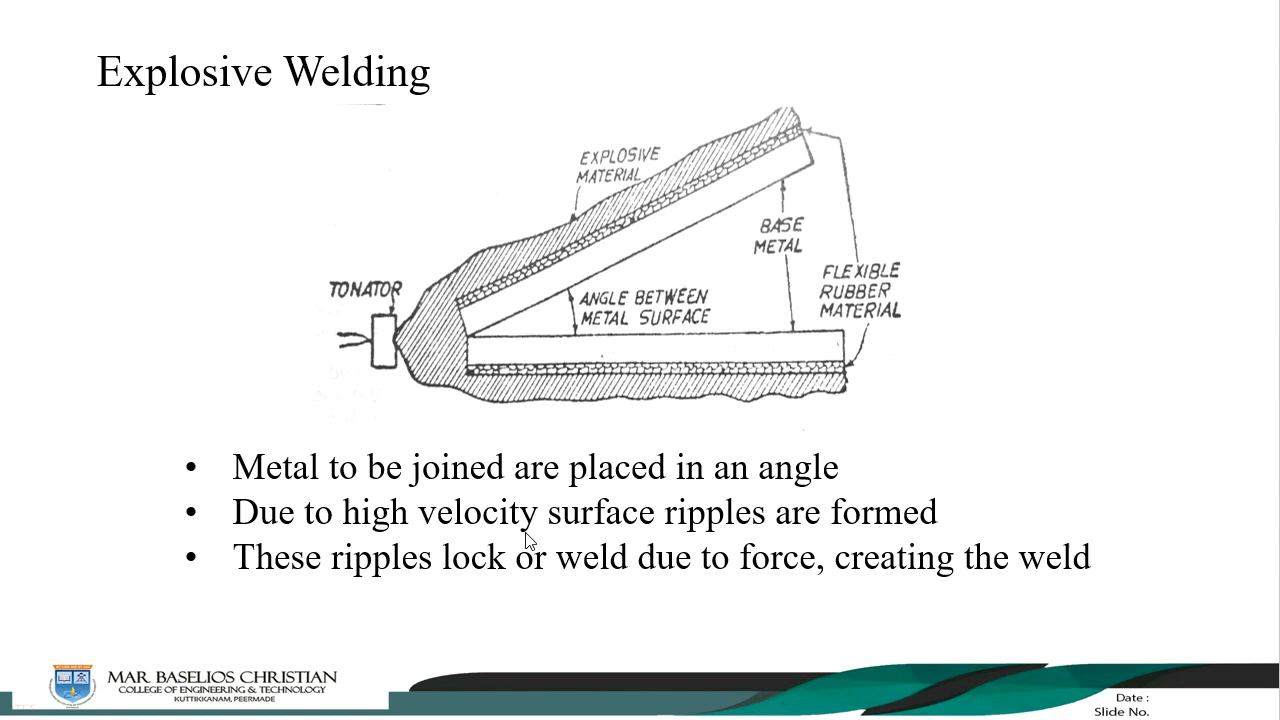 Explosive Welding
EXPLOSIVE
MATERIAL
TONATOR
BASE
METAL
ANGLE BETWEEN
METAL SURFACE
FLEXIBLE
RUBBER
MATERIAL
• Metal to be joined are placed in an angle
• Due to high velocity surface ripples are formed
• These ripples lock or weld due to force, creating the weld
MAR BASELIOS CHRISTIAN
COLLEGE OF ENGINEERING & TECHNOLOGY
KUTTIKKANAM, PEERMADE
Date :
Slide No.